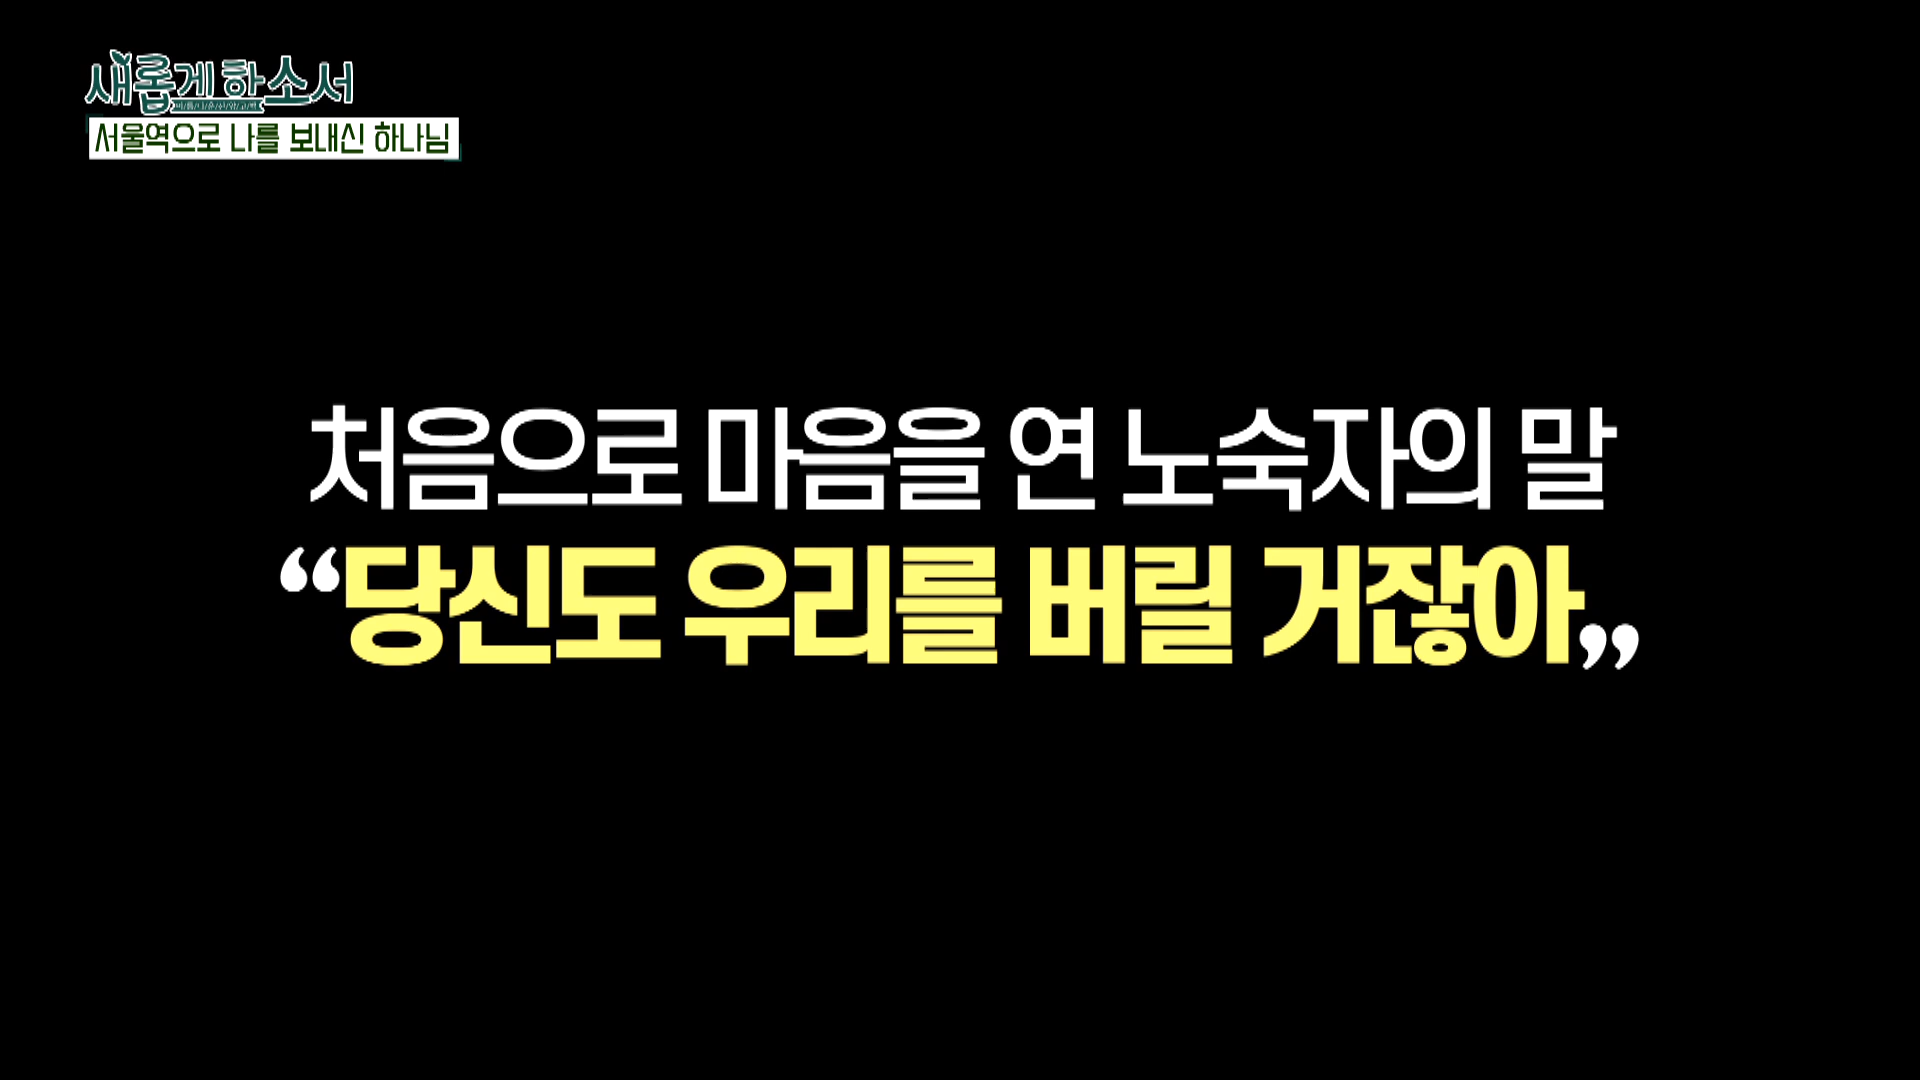 새롭게 하소서
서울역으로 나를 보내신 하나님
처음으로 마음을 연 노숙자의 말
“당신도 우리를 버릴 거잖아”